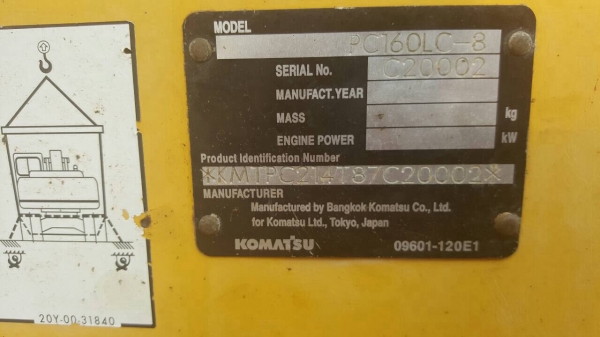 MODEL PC160LC-8
SERIAL No. C20002
MANUFACT.YEAR
MASS kg
ENGINE POWER kW
Product Identification Number
*KMTPC214T87C20002*
MANUFACTURER
Manufactured by Bangkok Komatsu Co., Ltd.
for Komatsu Ltd., Tokyo, Japan
KOMATSU 09601-120E1
20Y-00-31840